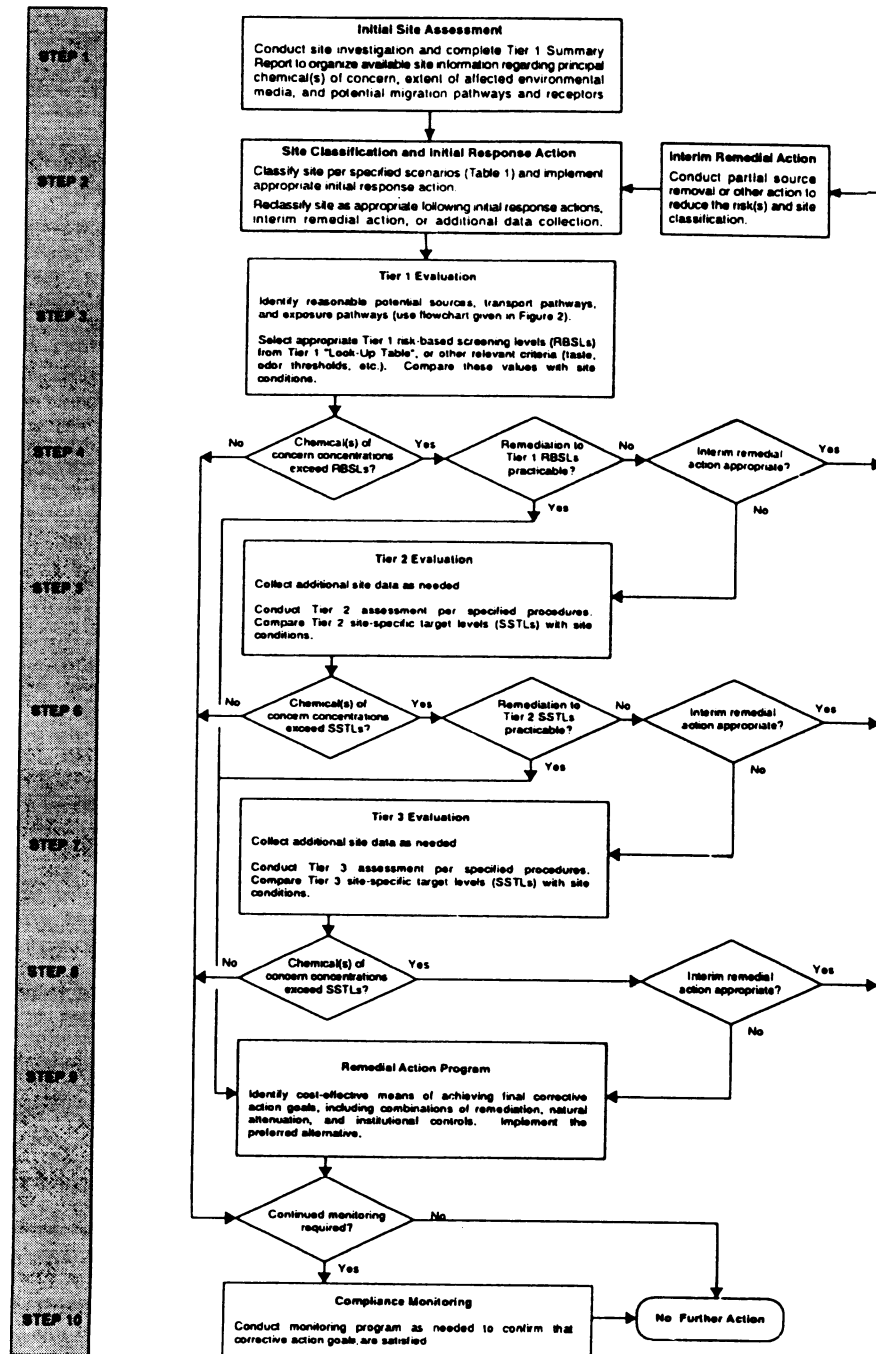 STEP 1
Initial Site Assessment
Conduct site investigation and complete Tier 1 Summary
Report to organize available site information regarding principal
chemical(s) of concern, extent of affected environmental
media, and potential migration pathways and receptors
STEP 2
Site Classification and Initial Response Action
Classify site per specified scenarios (Table 1) and implement
appropriate initial response action.
Reclassify site as appropriate following initial response actions,
interim remedial action, or additional data collection.
Interim Remedial Action
Conduct partial source
removal or other action to
reduce the risk(s) and site
classification.
STEP 3
Tier 1 Evaluation
Identify reasonable potential sources, transport pathways,
and exposure pathways (use flowchart given in Figure 2).
Select appropriate Tier 1 risk-based screening levels (RBSLs)
from Tier 1 "Look-Up Table", or other relevant criteria (taste,
odor thresholds, etc.). Compare these values with site
conditions.
STEP 4
No
Chemical(s) of
concern concentrations
exceed RBSLs?
Yes
Remediation to
Tier 1 RBSLs
practicable?
No
Interim remedial
action appropriate?
Yes
Yes
No
STEP 5
Tier 2 Evaluation
Collect additional site data as needed
Conduct Tier 2 assessment per specified procedures.
Compare Tier 2 site-specific target levels (SSTLs) with site
conditions.
STEP 6
No
Chemical(s) of
concern concentrations
exceed SSTLs?
Yes
Remediation to
Tier 2 SSTLs
practicable?
No
Interim remedial
action appropriate?
Yes
Yes
No
STEP 7
Tier 3 Evaluation
Collect additional site data as needed
Conduct Tier 3 assessment per specified procedures.
Compare Tier 3 site-specific target levels (SSTLs) with site
conditions.
STEP 8
No
Chemical(s) of
concern concentrations
exceed SSTLs?
Yes
Interim remedial
action appropriate?
Yes
No
STEP 9
Remedial Action Program
Identify cost-effective means of achieving final corrective
action goals, including combinations of remediation, natural
attenuation, and institutional controls. Implement the
preferred alternative.
Continued monitoring
required?
No
Yes
STEP 10
Compliance Monitoring
Conduct monitoring program as needed to confirm that
corrective action goals, are satisfied
No Further Action